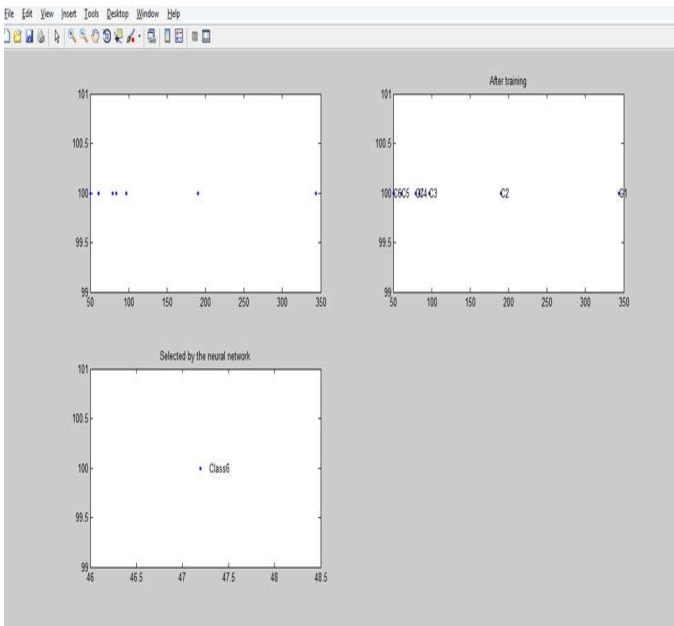 File Edit View Insert Tools Desktop Window Help
After training
101
100.5
100
99.5
99
50 100 150 200 250 300 350
101
100.5
100
99.5
99
C6 C5 C4 C3 C2
50 100 150 200 250 300 350
Selected by the neural network
101
100.5
100
99.5
99
Class6
46 46.5 47 47.5 48 48.5